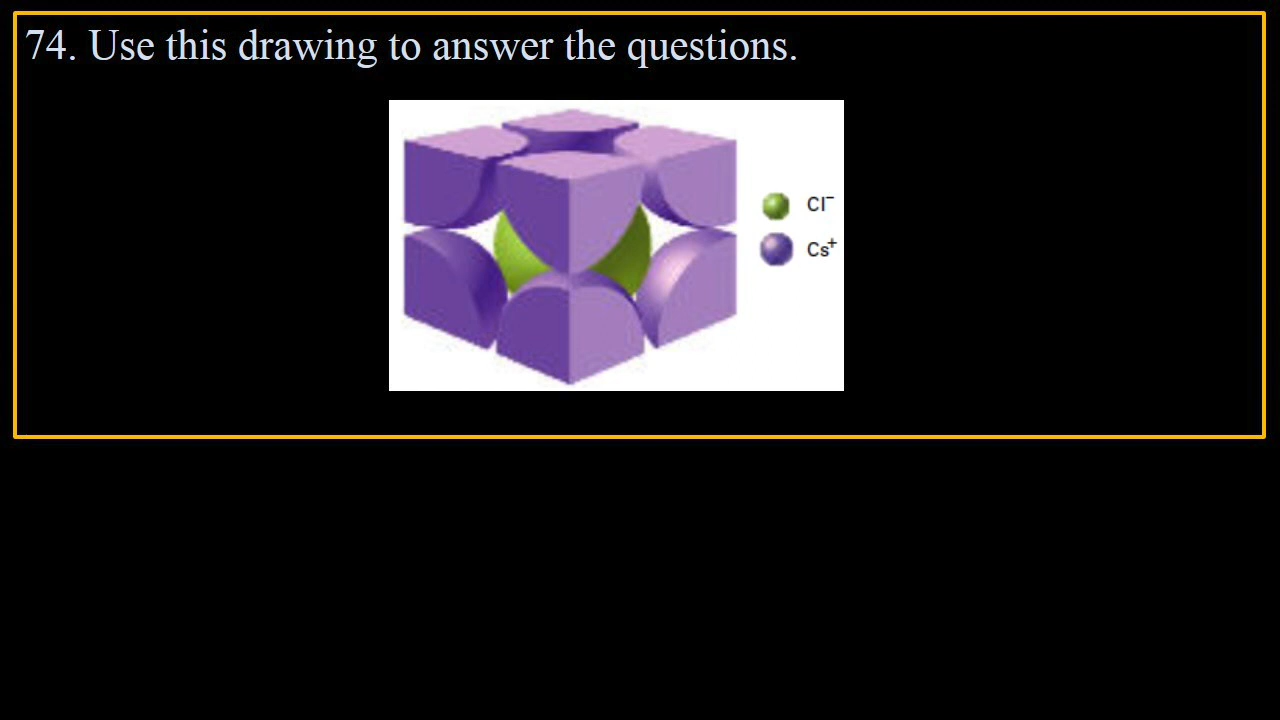 74. Use this drawing to answer the questions.
Cl⁻
Cs⁺